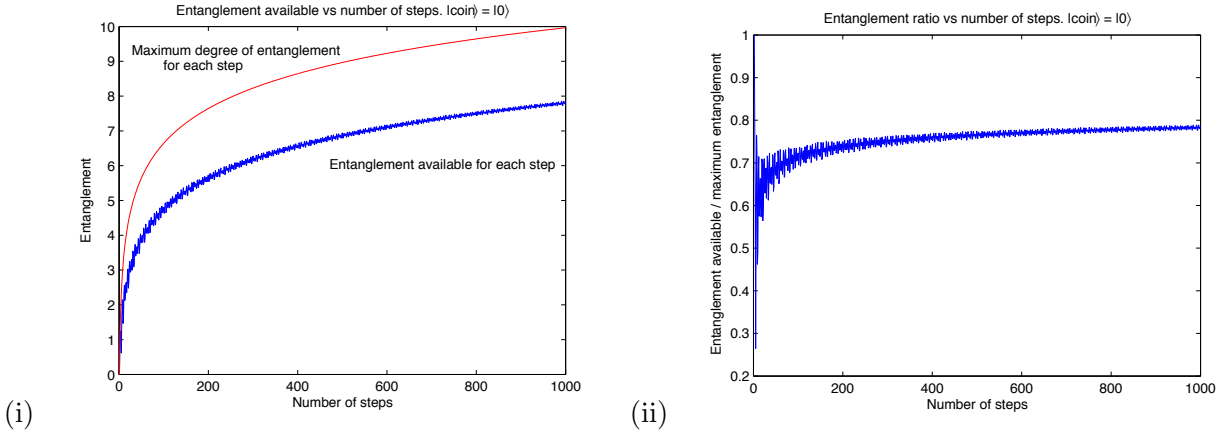 Entanglement available vs number of steps. |coin⟩ = |0⟩
10
9
8
7
6
5
4
3
2
1
0
Entanglement
Maximum degree of entanglement
for each step
Entanglement available for each step
0
200
400
600
800
1000
Number of steps
(i)
Entanglement ratio vs number of steps. |coin⟩ = |0⟩
1
0.9
0.8
0.7
0.6
0.5
0.4
0.3
0.2
Entanglement available / maximum entanglement
0
200
400
600
800
1000
Number of steps
(ii)